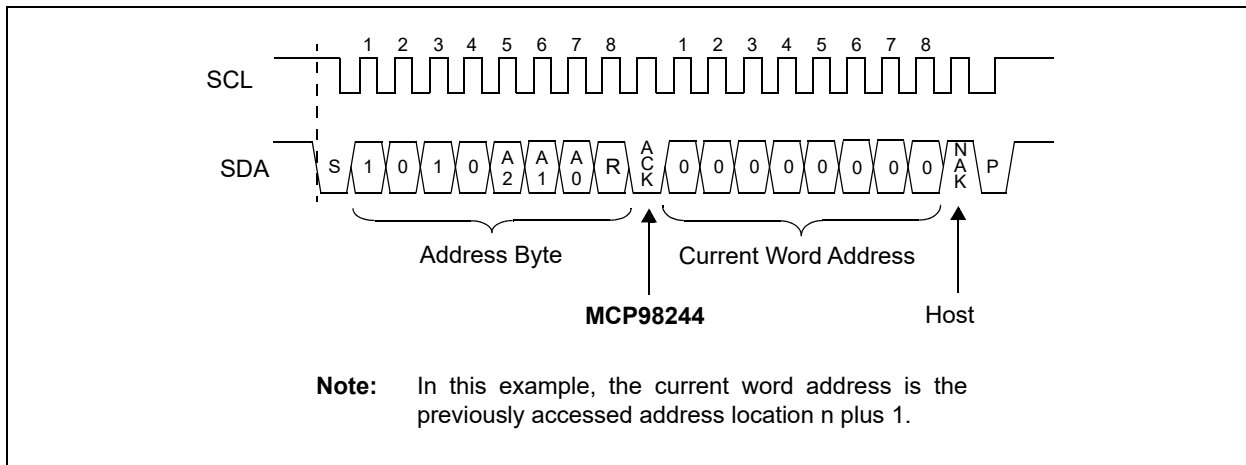 1 2 3 4 5 6 7 8 1 2 3 4 5 6 7 8
SCL
SDA S 1 0 1 0 A2 A1 A0 R ACK 0 0 0 0 0 0 0 0 NAK P
Address Byte Current Word Address
MCP98244 Host
Note: In this example, the current word address is the
previously accessed address location n plus 1.